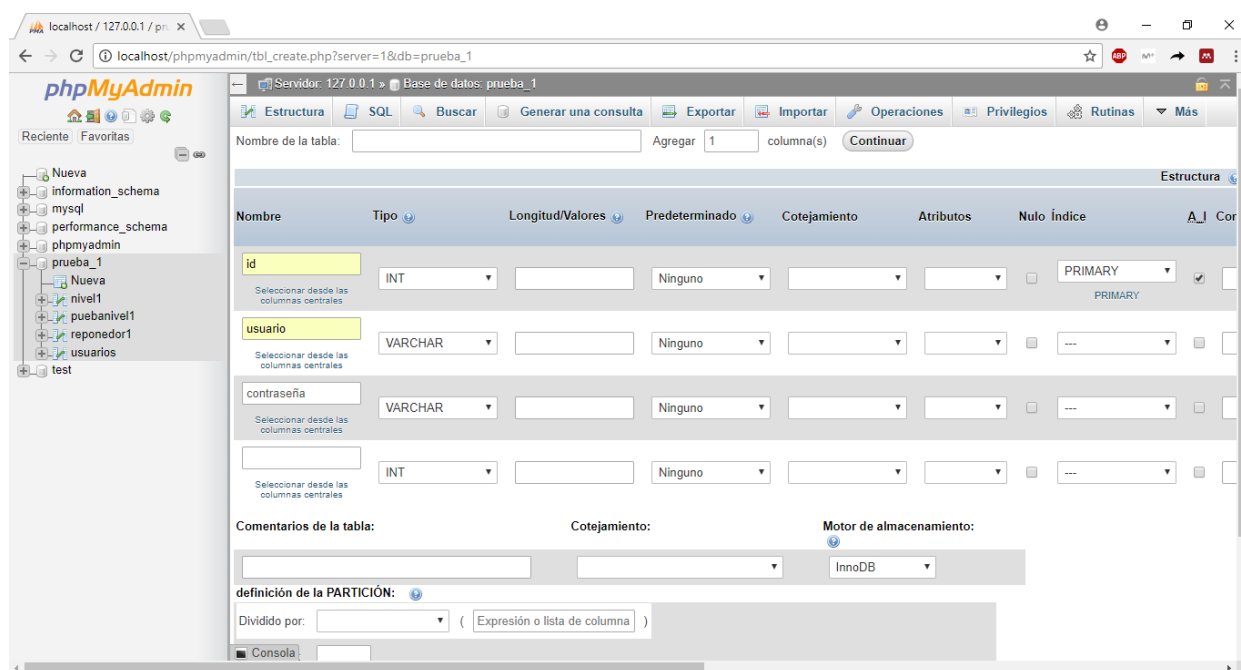 localhost / 127.0.0.1 / pr
localhost/phpmyadmin/tbl_create.php?server=1&db=prueba_1
ABP
phpMyAdmin
Reciente Favoritas
Nueva
information_schema
mysql
performance_schema
phpmyadmin
prueba_1
Nueva
nivel1
puebanivel1
reponedor1
usuarios
test
Servidor: 127.0.0.1 » Base de datos: prueba_1
Estructura SQL Buscar Generar una consulta Exportar Importar Operaciones Privilegios Rutinas Más
Nombre de la tabla: Agregar 1 columna(s) Continuar
Estructura
Nombre Tipo Longitud/Valores Predeterminado Cotejamiento Atributos Nulo Índice A_I Cor
id INT Ninguno PRIMARY
Seleccionar desde las columnas centrales PRIMARY
usuario VARCHAR Ninguno ---
Seleccionar desde las columnas centrales
contraseña VARCHAR Ninguno ---
Seleccionar desde las columnas centrales
INT Ninguno ---
Seleccionar desde las columnas centrales
Comentarios de la tabla: Cotejamiento: Motor de almacenamiento:
InnoDB
definición de la PARTICIÓN:
Dividido por: ( Expresión o lista de columna )
Consola